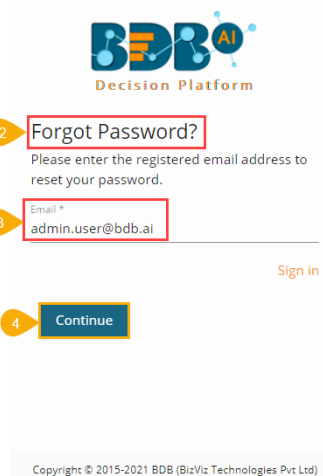 BDB AI
Decision Platform
2
Forgot Password?
Please enter the registered email address to
reset your password.
Email *
3
admin.user@bdb.ai
Sign in
4
Continue
Copyright © 2015-2021 BDB (BizViz Technologies Pvt Ltd)